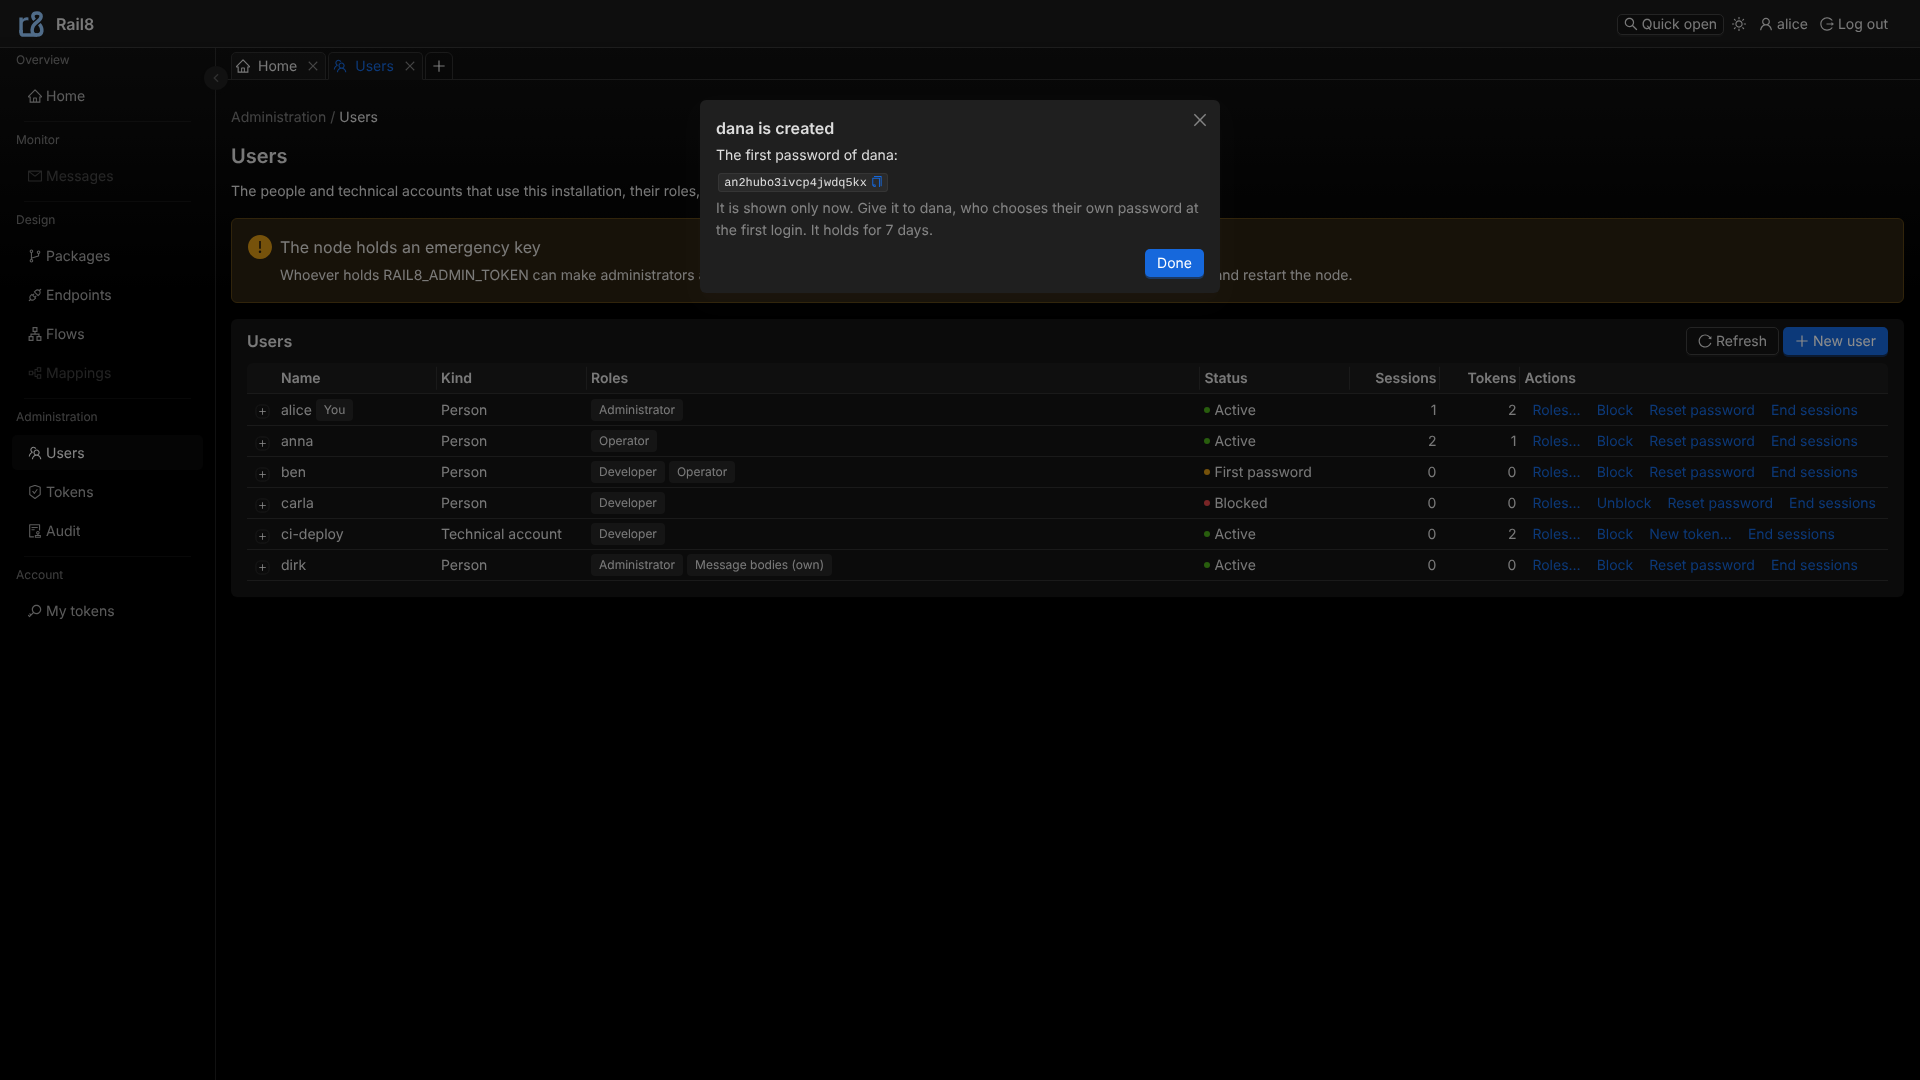 r8 Rail8
Quick open alice Log out
Overview
Home
Monitor
Messages
Design
Packages
Endpoints
Flows
Mappings
Administration
Users
Tokens
Audit
Account
My tokens
Home Users
Administration / Users
Users
The people and technical accounts that use this installation, their roles,
The node holds an emergency key
Whoever holds RAIL8_ADMIN_TOKEN can make administrators
and restart the node.
dana is created
The first password of dana:
an2hubo3ivcp4jwdq5kx
It is shown only now. Give it to dana, who chooses their own password at
the first login. It holds for 7 days.
Done
Users Refresh New user
Name Kind Roles Status Sessions Tokens Actions
alice You Person Administrator Active 1 2 Roles... Block Reset password End sessions
anna Person Operator Active 2 1 Roles... Block Reset password End sessions
ben Person Developer Operator First password 0 0 Roles... Block Reset password End sessions
carla Person Developer Blocked 0 0 Roles... Unblock Reset password End sessions
ci-deploy Technical account Developer Active 0 2 Roles... Block New token... End sessions
dirk Person Administrator Message bodies (own) Active 0 0 Roles... Block Reset password End sessions